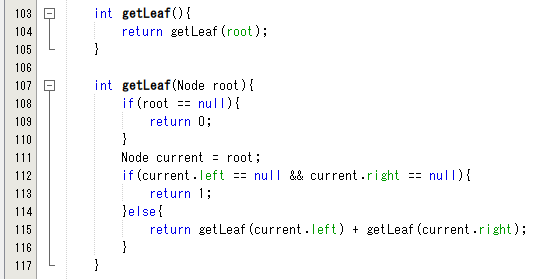 103 int getLeaf(){
104 return getLeaf(root);
105 }
106
107 int getLeaf(Node root){
108 if(root == null){
109 return 0;
110 }
111 Node current = root;
112 if(current.left == null && current.right == null){
113 return 1;
114 }else{
115 return getLeaf(current.left) + getLeaf(current.right);
116 }
117 }